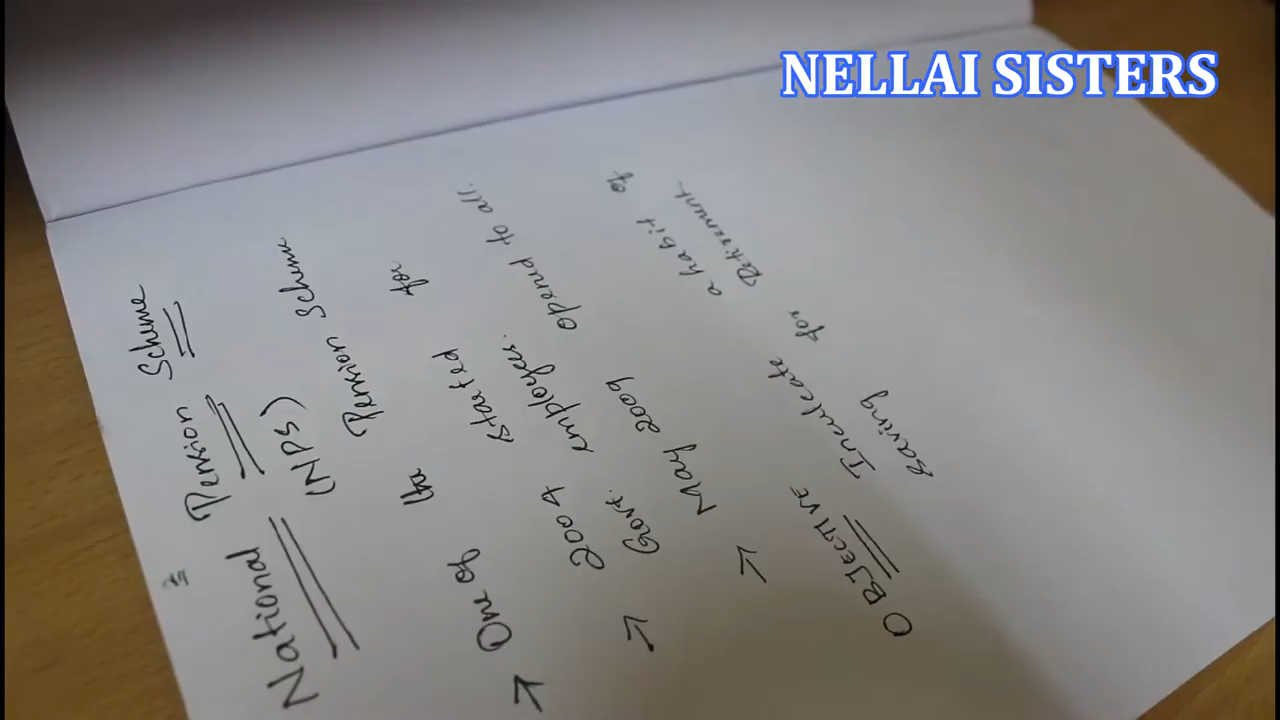 NELLAI SISTERS
National Pension Scheme
(NPS)
→ One of the Pension Scheme
→ 2004 started for
Govt. employees.
→ May 2009 opened to all.
OBJECTIVE
Inculcate a habit of
saving for Retirement